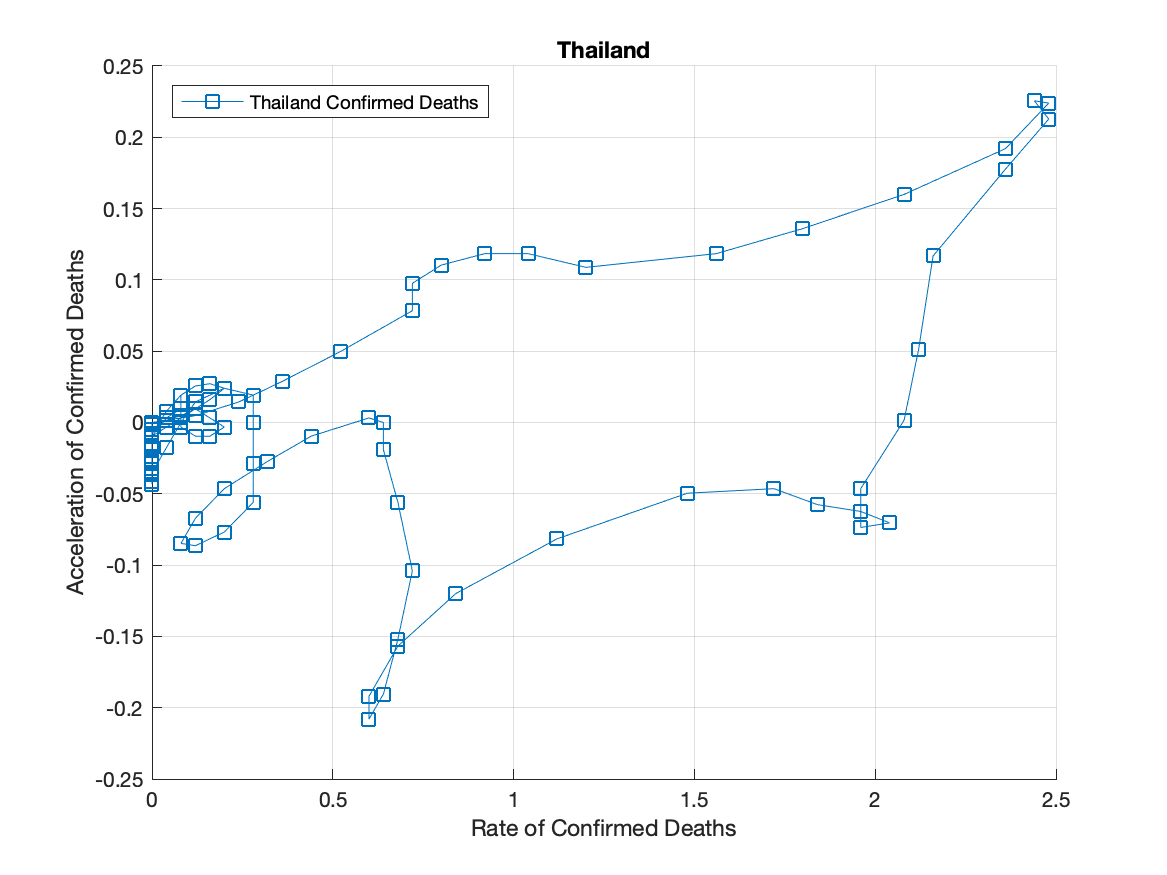 Thailand
0.25
Thailand Confirmed Deaths
0.2
0.15
0.1
0.05
0
-0.05
-0.1
-0.15
-0.2
-0.25
Acceleration of Confirmed Deaths
0 0.5 1 1.5 2 2.5
Rate of Confirmed Deaths